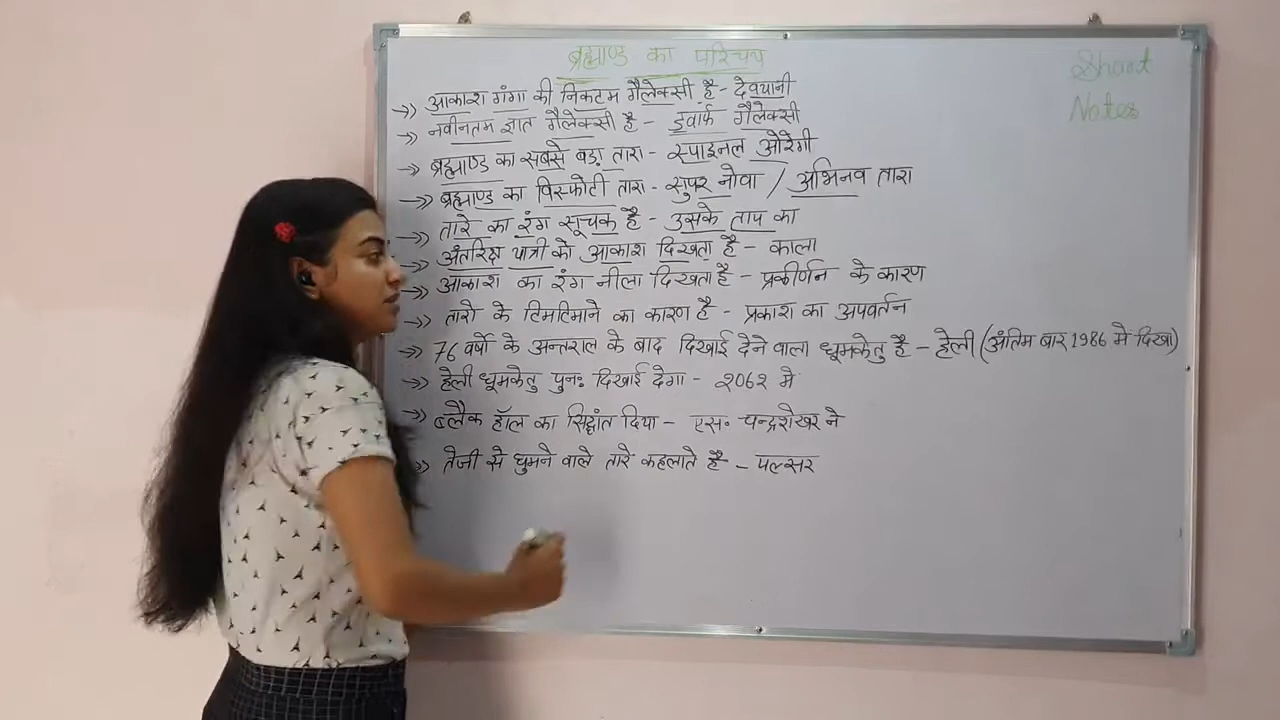 ब्रह्माण्ड का परिचय
Short
Notes
->> आकाश गंगा की निकटम गैलेक्सी है - देवयानी
->> नवीनतम ज्ञात गैलेक्सी है - ड्वार्फ गैलेक्सी
->> ब्रह्माण्ड का सबसे बड़ा तारा - स्पाइनल ओरेगी
->> ब्रह्माण्ड का विस्फोटी तारा - सुपर नोवा / अभिनव तारा
->> तारे का रंग सूचक है - उसके ताप का
->> अंतरिक्ष यात्री को आकाश दिखता है - काला
->> आकाश का रंग नीला दिखता है - प्रकीर्णन के कारण
->> तारो के टिमटिमाने का कारण है - प्रकाश का अपवर्तन
->> 76 वर्षो के अन्तराल के बाद दिखाई देने वाला धूमकेतु है - हेली (अंतिम बार 1986 मे दिखा)
->> हेली धूमकेतु पुनः दिखाई देगा - २०6२ मे
->> ब्लैक हॉल का सिद्धांत दिया - एस॰ चन्द्रशेखर ने
->> तेजी से घुमने वाले तारे कहलाते है - पल्सर